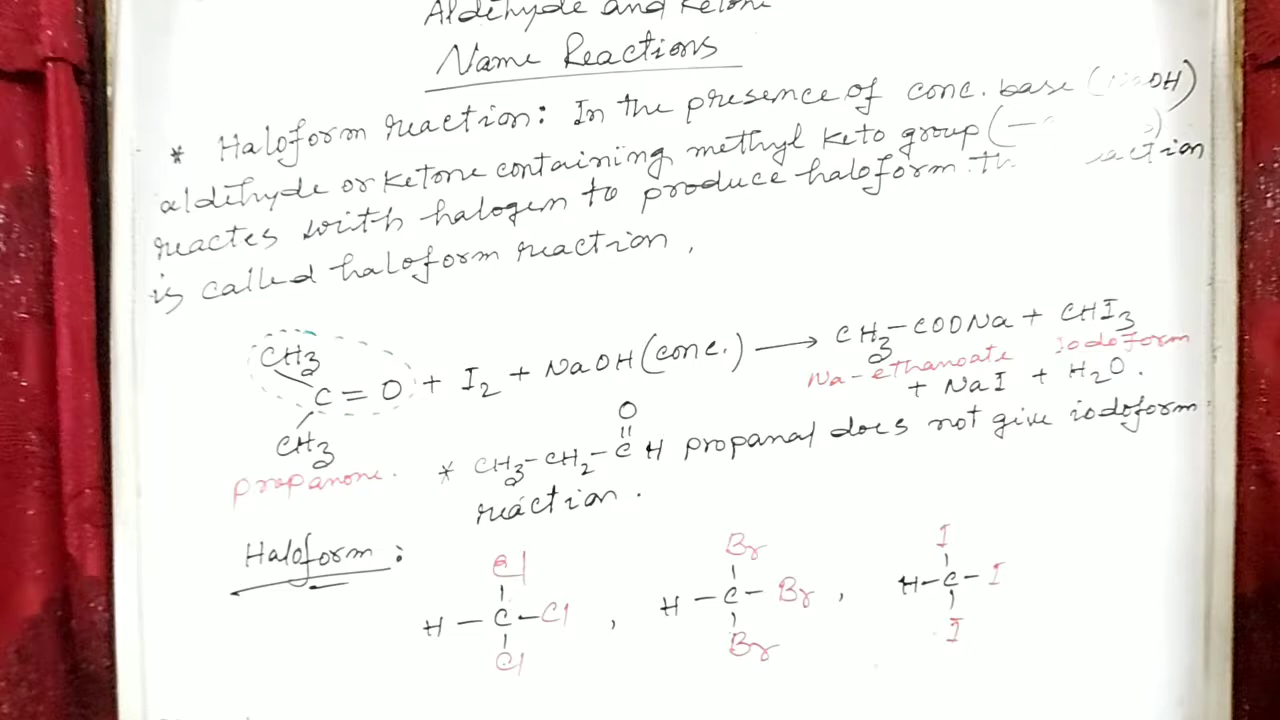 Aldehyde and Ketone
Name Reactions
* Haloform reaction: In the presence of conc. base (OH)
aldehyde or ketone containing methyl keto group (—)
reactes with halogen to produce haloform
is called haloform reaction,
CH3
C=O + I2 + NaOH (conc.) ⟶ CH3-COONa + CHI3
Na-ethanoate iodoform
+ NaI + H2O.
CH3
propanone.
O
||
* CH3-CH2-C H propanal does not give iodoform
reaction.
Haloform:
Cl
H — C - Cl ,
Cl
Br
H — C - Br ,
Br
I
H - C - I
I